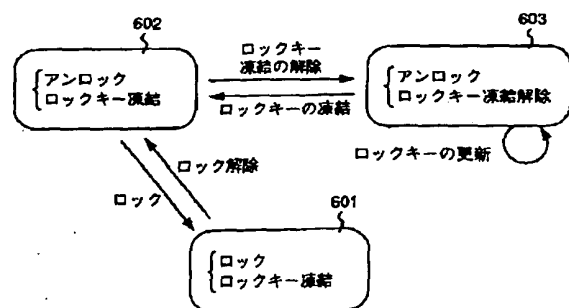 602
アンロック
ロックキー凍結
ロックキー
凍結の解除
ロックキーの凍結
603
アンロック
ロックキー凍結解除
ロックキーの更新
ロック解除
ロック
601
ロック
ロックキー凍結